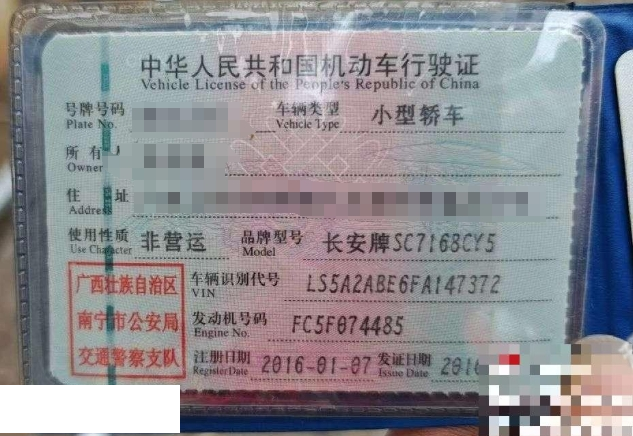 中华人民共和国机动车行驶证
Vehicle License of the People's Republic of China
号牌号码 车辆类型 小型轿车
Plate No. Vehicle Type
所有人
Owner
住 址
Address
使用性质 非营运 品牌型号 长安牌SC7168CY5
Use Character Model
广西壮族自治区
南宁市公安局
交通警察支队
车辆识别代号 LS5A2ABE6FA147372
VIN
发动机号码 FC5F074485
Engine No.
注册日期 2016-01-07 发证日期 2016
Register Date Issue Date